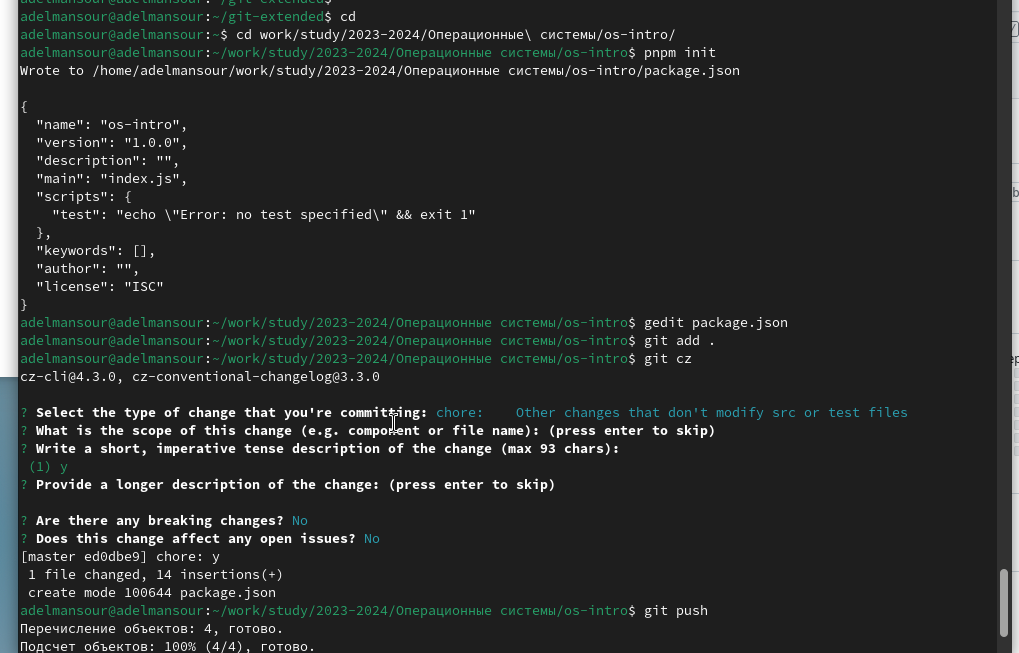 adelmansour@adelmansour:~/git-extended$
adelmansour@adelmansour:~/git-extended$ cd
adelmansour@adelmansour:~$ cd work/study/2023-2024/Операционные\ системы/os-intro/
adelmansour@adelmansour:~/work/study/2023-2024/Операционные системы/os-intro$ pnpm init
Wrote to /home/adelmansour/work/study/2023-2024/Операционные системы/os-intro/package.json
{
  "name": "os-intro",
  "version": "1.0.0",
  "description": "",
  "main": "index.js",
  "scripts": {
    "test": "echo \"Error: no test specified\" && exit 1"
  },
  "keywords": [],
  "author": "",
  "license": "ISC"
}
adelmansour@adelmansour:~/work/study/2023-2024/Операционные системы/os-intro$ gedit package.json
adelmansour@adelmansour:~/work/study/2023-2024/Операционные системы/os-intro$ git add .
adelmansour@adelmansour:~/work/study/2023-2024/Операционные системы/os-intro$ git cz
cz-cli@4.3.0, cz-conventional-changelog@3.3.0
? Select the type of change that you're committing: chore:    Other changes that don't modify src or test files
? What is the scope of this change (e.g. component or file name): (press enter to skip)
? Write a short, imperative tense description of the change (max 93 chars):
 (1) y
? Provide a longer description of the change: (press enter to skip)
? Are there any breaking changes? No
? Does this change affect any open issues? No
[master ed0dbe9] chore: y
 1 file changed, 14 insertions(+)
 create mode 100644 package.json
adelmansour@adelmansour:~/work/study/2023-2024/Операционные системы/os-intro$ git push
Перечисление объектов: 4, готово.
Подсчет объектов: 100% (4/4), готово.